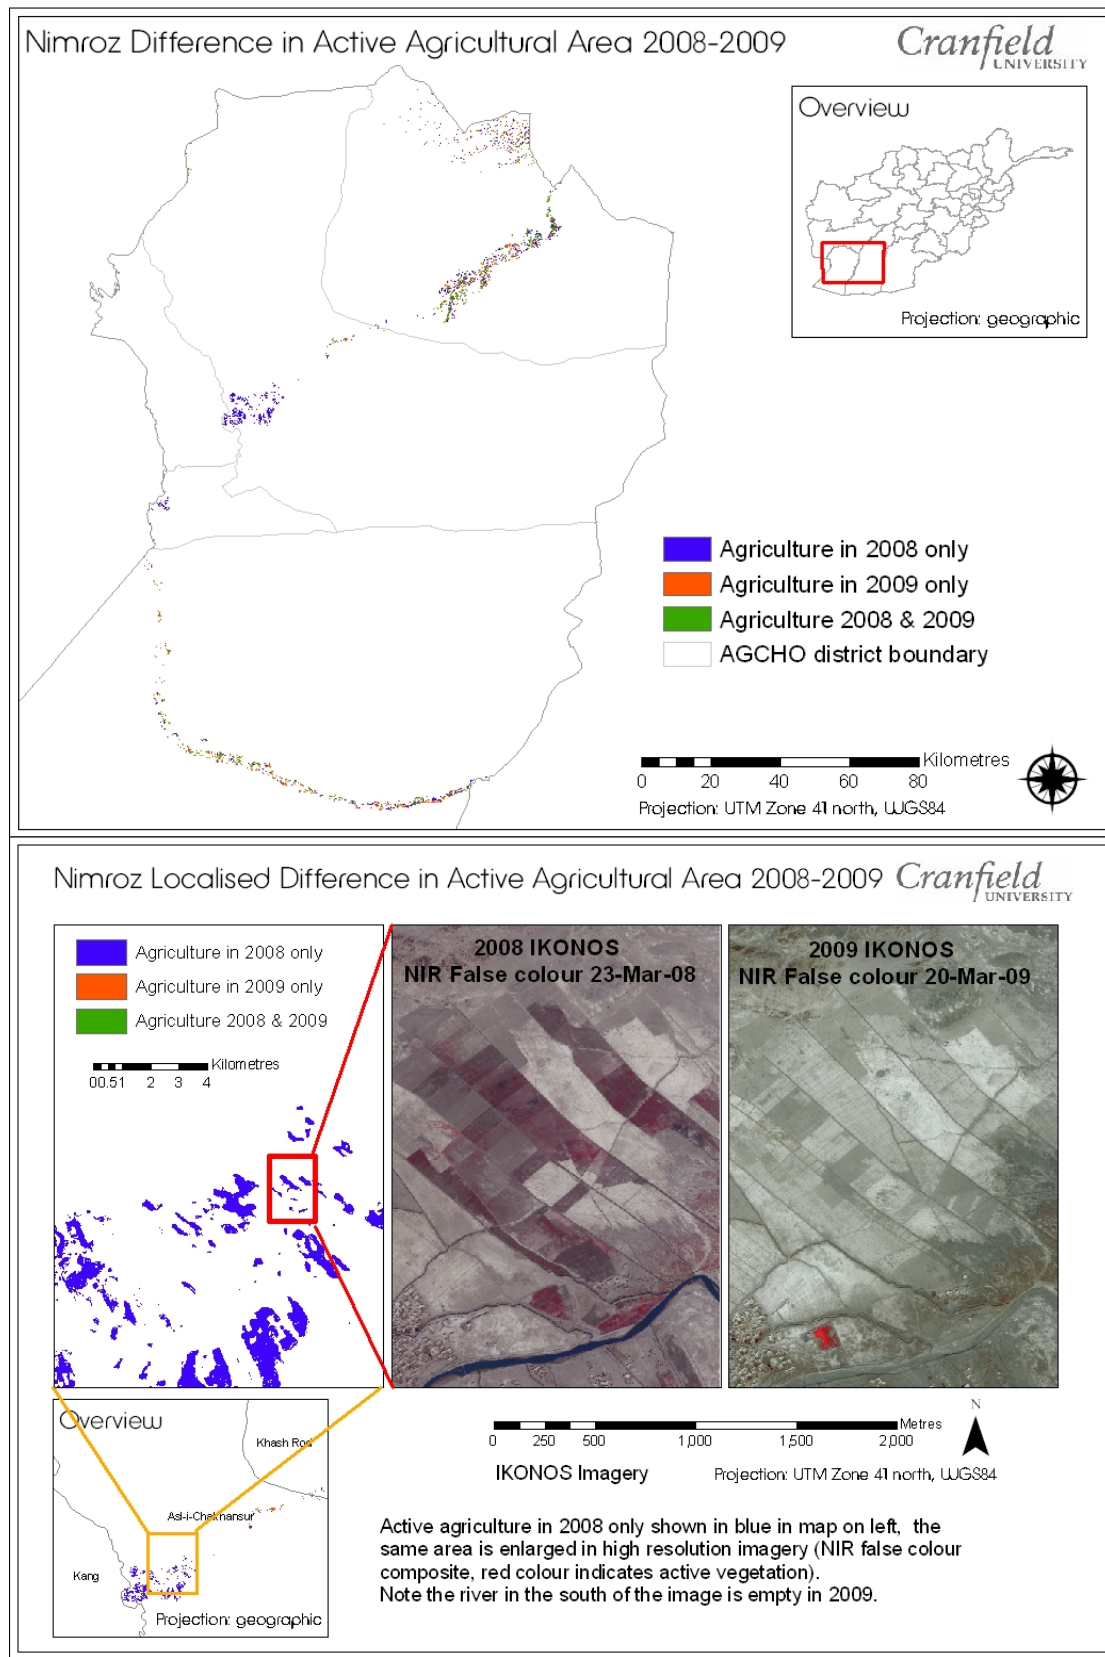 Nimroz Difference in Active Agricultural Area 2008-2009
Cranfield
UNIVERSITY
Overview
Projection: geographic
Agriculture in 2008 only
Agriculture in 2009 only
Agriculture 2008 & 2009
AGCHO district boundary
Kilometres
0 20 40 60 80
Projection: UTM Zone 41 north, WGS84
Nimroz Localised Difference in Active Agricultural Area 2008-2009
Cranfield
UNIVERSITY
Agriculture in 2008 only
Agriculture in 2009 only
Agriculture 2008 & 2009
Kilometres
00.51 2 3 4
2008 IKONOS
NIR False colour 23-Mar-08
2009 IKONOS
NIR False colour 20-Mar-09
Overview
Khash Rod
Asl-i-Chakhansur
Kang
Projection: geographic
Metres
0 250 500 1,000 1,500 2,000
N
IKONOS Imagery
Projection: UTM Zone 41 north, WGS84
Active agriculture in 2008 only shown in blue in map on left, the
same area is enlarged in high resolution imagery (NIR false colour
composite, red colour indicates active vegetation).
Note the river in the south of the image is empty in 2009.